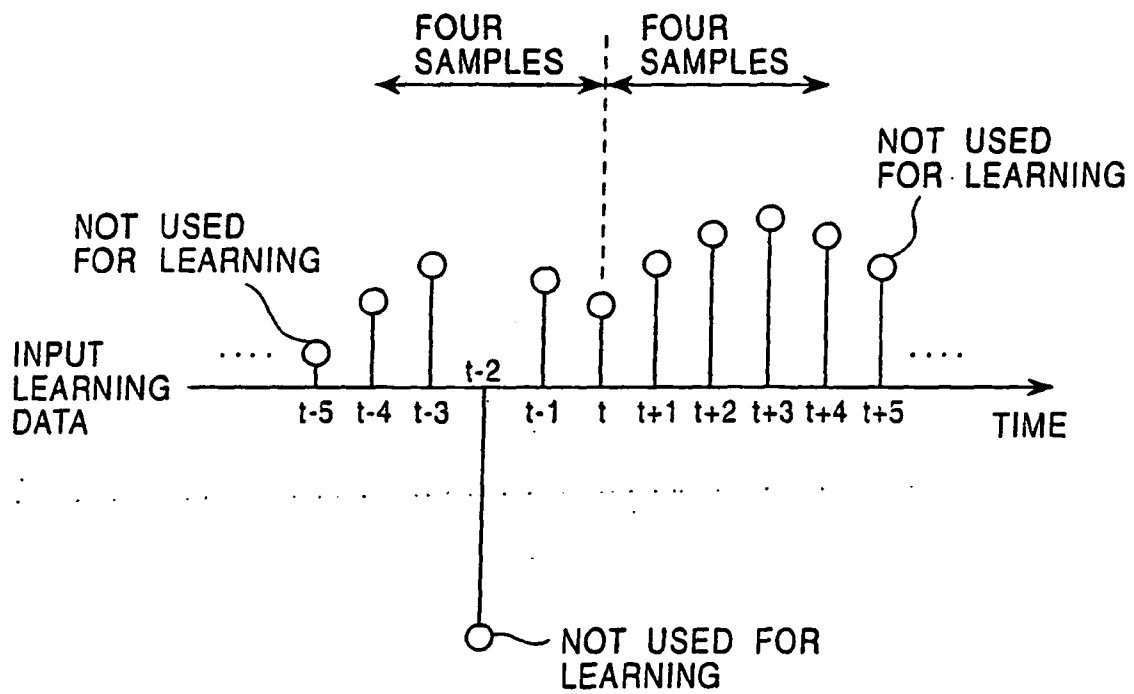 FOUR
SAMPLES
FOUR
SAMPLES
NOT USED
FOR LEARNING
NOT USED
FOR LEARNING
INPUT
LEARNING
DATA
....
....
t-2
t-5
t-4
t-3
t-1
t
t+1
t+2
t+3
t+4
t+5
TIME
NOT USED FOR
LEARNING